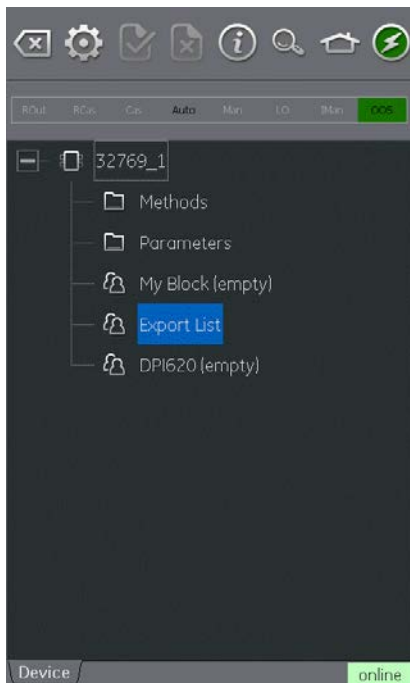 ROut RCas Cas Auto Man LO IMan OOS
32769_1
Methods
Parameters
My Block (empty)
Export List
DPI620 (empty)
Device
online